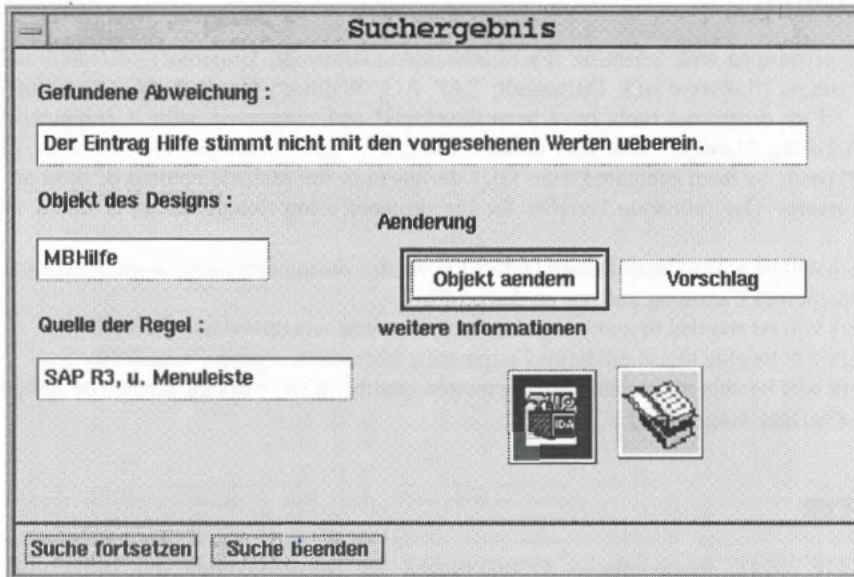 Suchergebnis
Gefundene Abweichung :
Der Eintrag Hilfe stimmt nicht mit den vorgesehenen Werten ueberein.
Objekt des Designs :
MBHilfe
Aenderung
Objekt aendern
Vorschlag
Quelle der Regel :
SAP R3, u. Menuleiste
weitere Informationen
IDA
Suche fortsetzen
Suche beenden